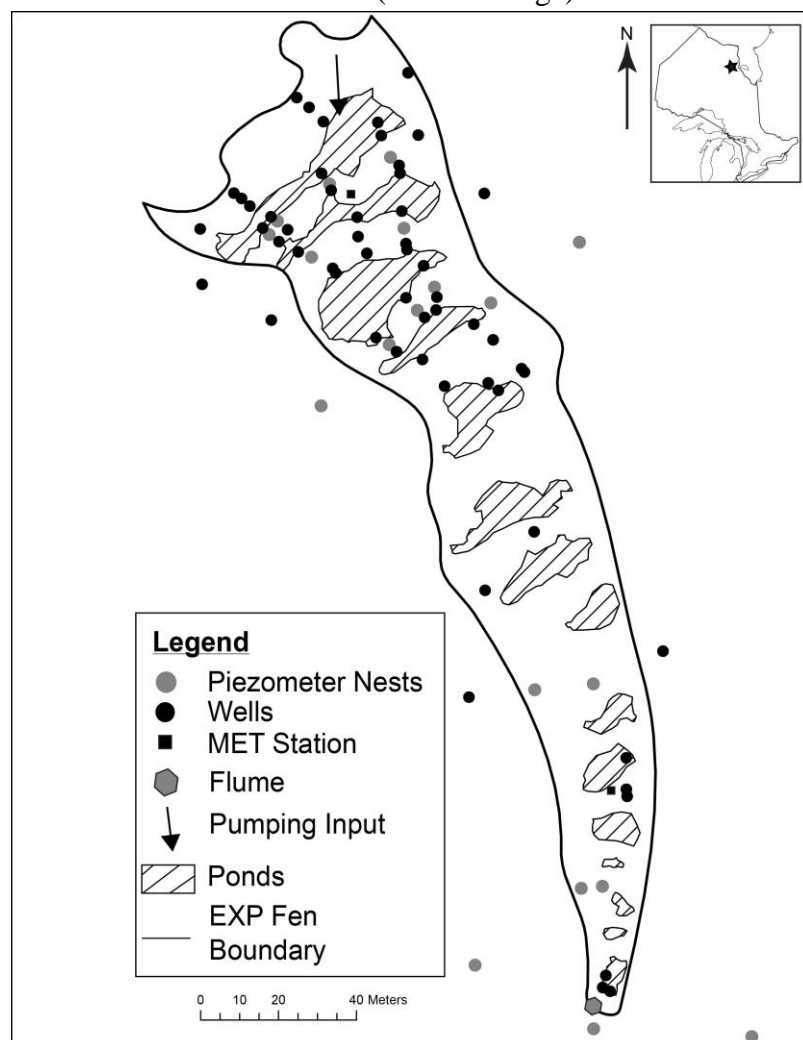 N
Legend
Piezometer Nests
Wells
MET Station
Flume
Pumping Input
Ponds
EXP Fen
Boundary
0 10 20 40 Meters